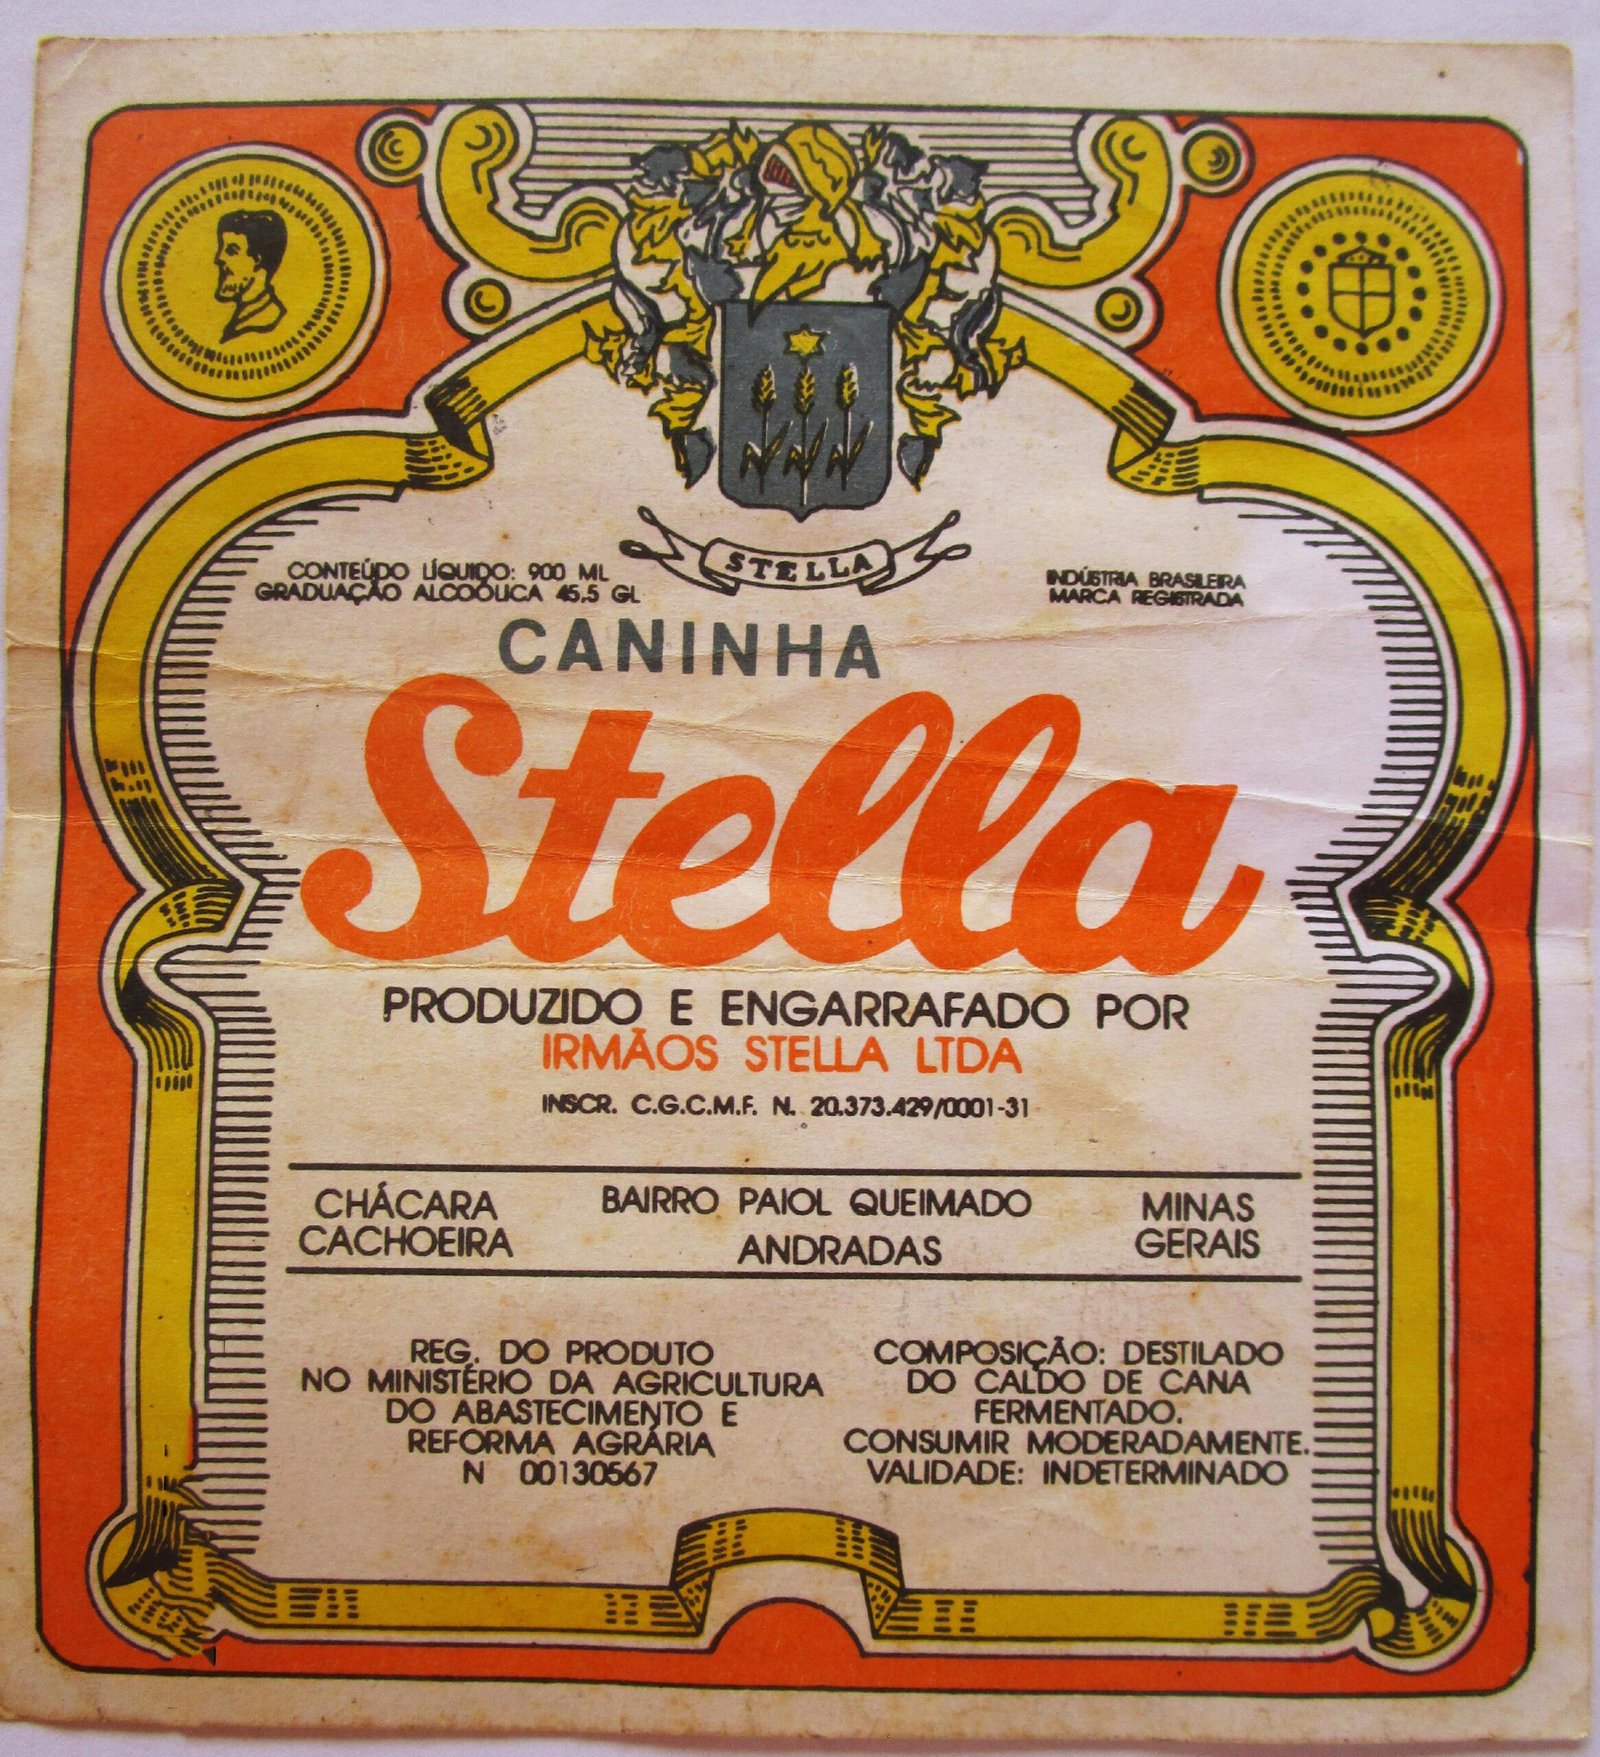 STELLA
CONTEÚDO LÍQUIDO: 900 ML
GRADUAÇÃO ALCOÓLICA 45.5 GL
INDÚSTRIA BRASILEIRA
MARCA REGISTRADA
CANINHA
Stella
PRODUZIDO E ENGARRAFADO POR
IRMÃOS STELLA LTDA
INSCR. C.G.C.M.F. N. 20.373.429/0001-31
CHÁCARA
CACHOEIRA
BAIRRO PAIOL QUEIMADO
ANDRADAS
MINAS
GERAIS
REG. DO PRODUTO
NO MINISTÉRIO DA AGRICULTURA
DO ABASTECIMENTO E
REFORMA AGRÁRIA
N 00130567
COMPOSIÇÃO: DESTILADO
DO CALDO DE CANA
FERMENTADO.
CONSUMIR MODERADAMENTE.
VALIDADE: INDETERMINADO